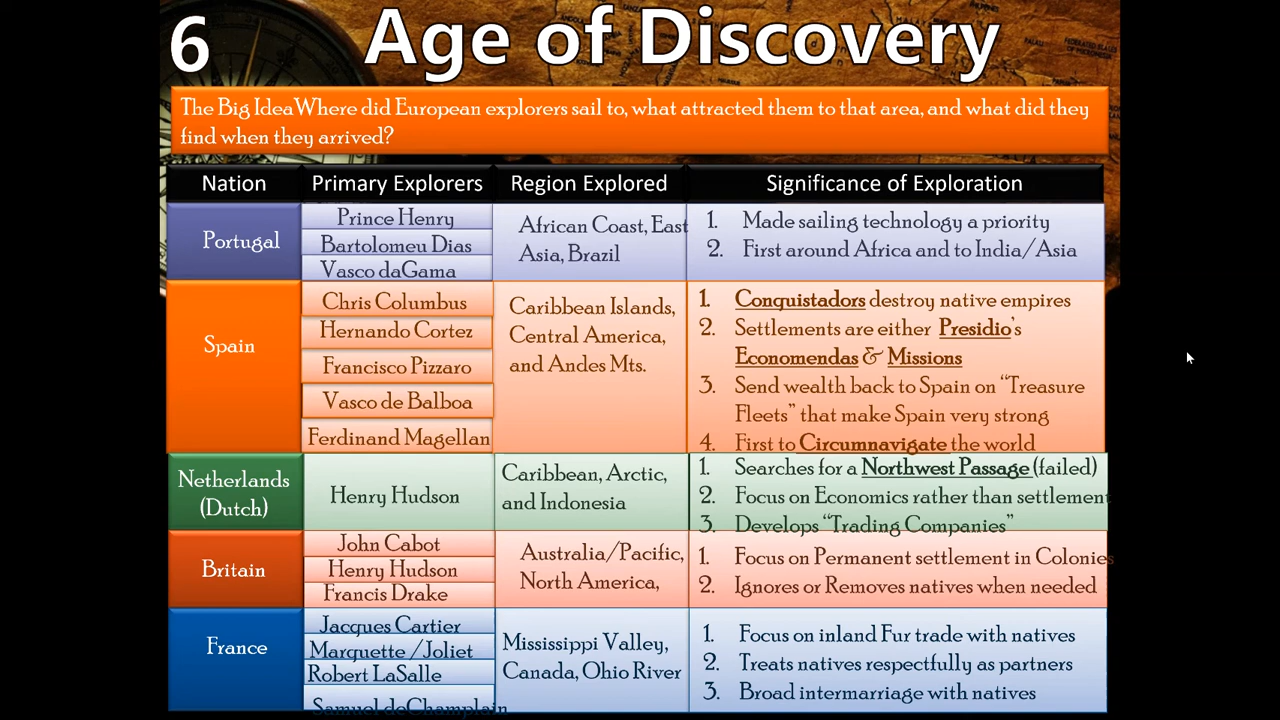 6
Age of Discovery
The Big IdeaWhere did European explorers sail to, what attracted them to that area, and what did they
find when they arrived?
Nation
Primary Explorers
Region Explored
Significance of Exploration
Portugal
Prince Henry
Bartolomeu Dias
Vasco daGama
African Coast, East
Asia, Brazil
1. Made sailing technology a priority
2. First around Africa and to India/Asia
Spain
Chris Columbus
Hernando Cortez
Francisco Pizzaro
Vasco de Balboa
Ferdinand Magellan
Caribbean Islands,
Central America,
and Andes Mts.
1. Conquistadors destroy native empires
2. Settlements are either Presidio's
Economendas & Missions
3. Send wealth back to Spain on "Treasure
Fleets" that make Spain very strong
4. First to Circumnavigate the world
Netherlands
(Dutch)
Henry Hudson
Caribbean, Arctic,
and Indonesia
1. Searches for a Northwest Passage (failed)
2. Focus on Economics rather than settlement
3. Develops "Trading Companies"
Britain
John Cabot
Henry Hudson
Francis Drake
Australia/Pacific,
North America,
1. Focus on Permanent settlement in Colonies
2. Ignores or Removes natives when needed
France
Jacques Cartier
Marquette /Joliet
Robert LaSalle
Samuel deChamplain
Mississippi Valley,
Canada, Ohio River
1. Focus on inland Fur trade with natives
2. Treats natives respectfully as partners
3. Broad intermarriage with natives